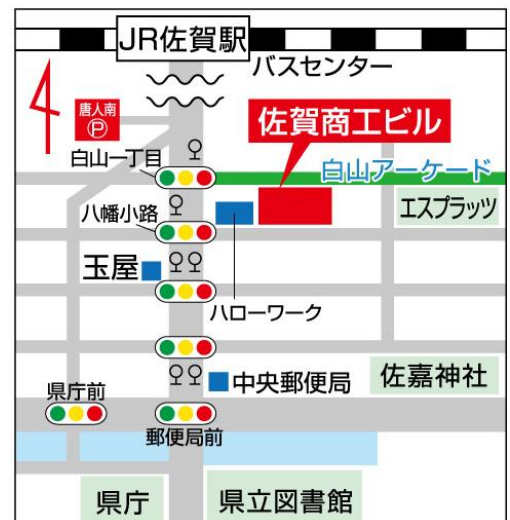 JR佐賀駅
バスセンター
唐人南
P
佐賀商工ビル
白山一丁目
白山アーケード
八幡小路
エスプラッツ
玉屋
ハローワーク
中央郵便局
佐嘉神社
県庁前
郵便局前
県庁
県立図書館